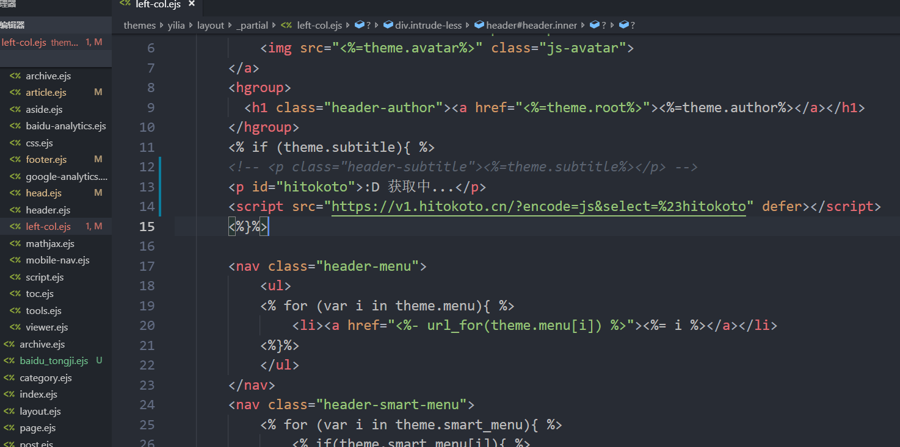 left-col.ejs ×
编辑器
left-col.ejs them... 1, M
archive.ejs
article.ejs M
aside.ejs
baidu-analytics.ejs
css.ejs
footer.ejs M
google-analytics....
head.ejs M
header.ejs
left-col.ejs 1, M
mathjax.ejs
mobile-nav.ejs
script.ejs
toc.ejs
tools.ejs
viewer.ejs
archive.ejs
baidu_tongji.ejs U
category.ejs
index.ejs
layout.ejs
page.ejs
post.ejs
themes > yilia > layout > _partial > <% left-col.ejs > ? > div.intrude-less > header#header.inner > ? > ?
6 <img src="<%=theme.avatar%>" class="js-avatar">
7 </a>
8 <hgroup>
9 <h1 class="header-author"><a href="<%=theme.root%>"><%=theme.author%></a></h1>
10 </hgroup>
11 <% if (theme.subtitle){ %>
12 <!-- <p class="header-subtitle"><%=theme.subtitle%></p> -->
13 <p id="hitokoto">:D 获取中...</p>
14 <script src="https://v1.hitokoto.cn/?encode=js&select=%23hitokoto" defer></script>
15 <%}%>
16
17 <nav class="header-menu">
18 <ul>
19 <% for (var i in theme.menu){ %>
20 <li><a href="<%- url_for(theme.menu[i]) %>"><%= i %></a></li>
21 <%}%>
22 </ul>
23 </nav>
24 <nav class="header-smart-menu">
25 <% for (var i in theme.smart_menu){ %>
26 <% if(theme.smart_menu[i]){ %>